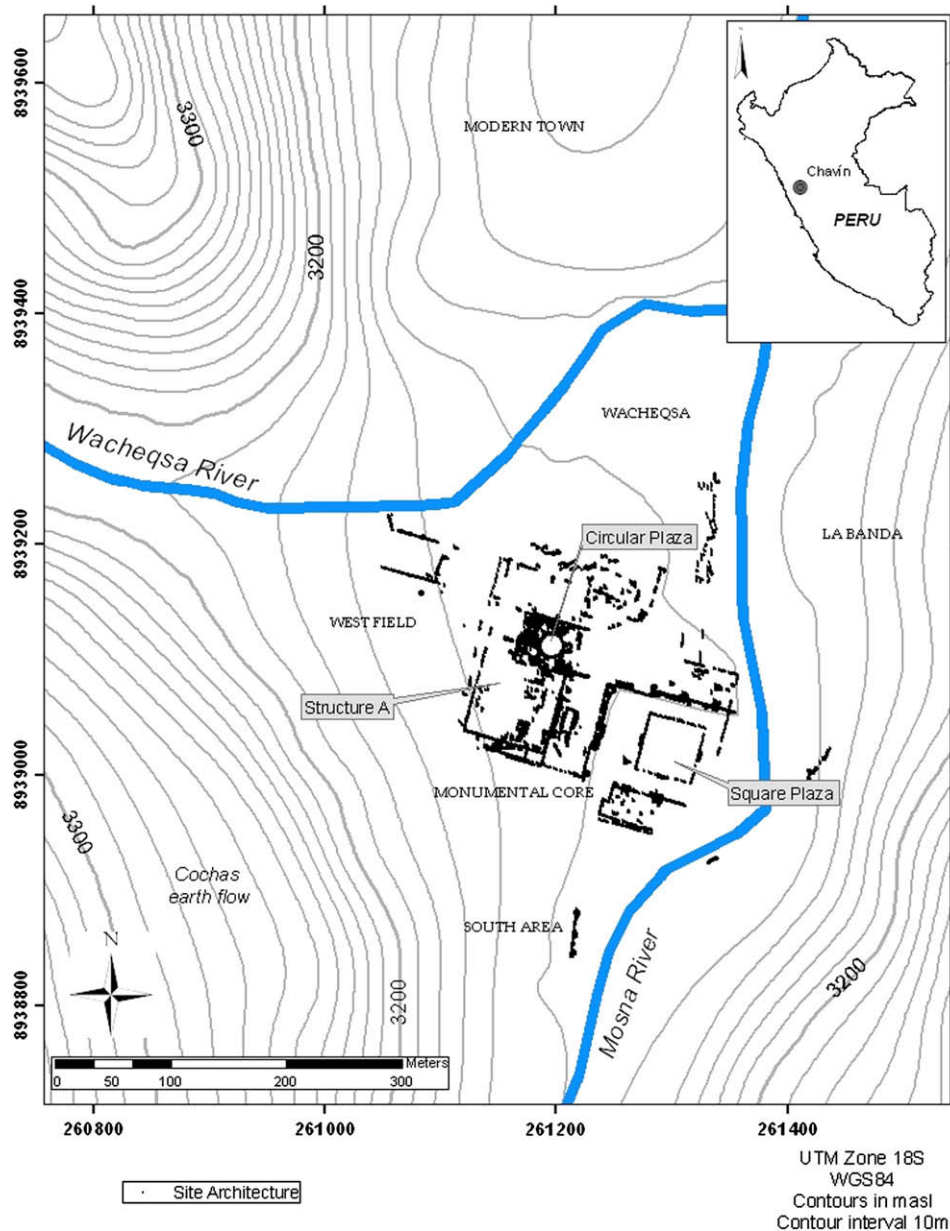 8939600
8939400
8939200
8939000
8938800
3300
MODERN TOWN
Chavín
PERU
3200
WACHEQSA
Wacheqsa River
LA BANDA
Circular Plaza
WEST FIELD
Structure A
MONUMENTAL CORE
Square Plaza
3300
Cochas
earth flow
SOUTH AREA
N
3200
Mosna River
3200
Meters
0 50 100 200 300
260800 261000 261200 261400
Site Architecture
UTM Zone 18S
WGS84
Contours in masl
Contour interval 10m